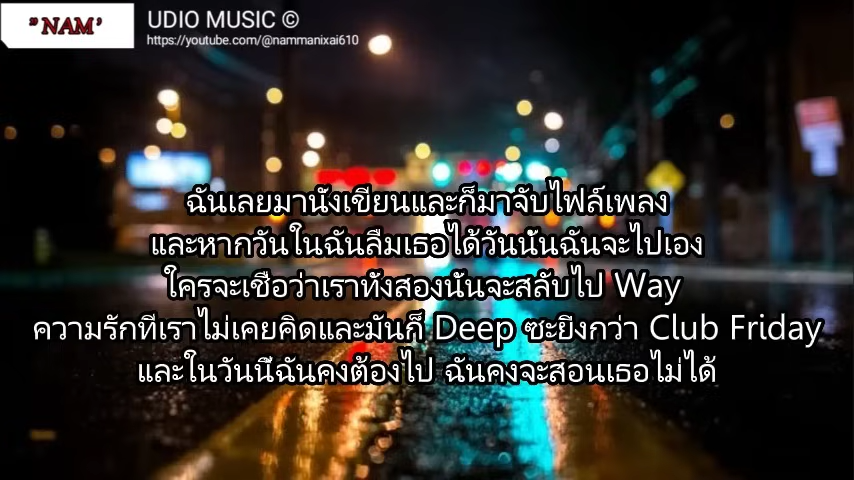 "NAM'
UDIO MUSIC ©
https://youtube.com/@nammanixai610
ฉันเลยมานั่งเขียนและก็มาจับไฟล์เพลง
และหากวันในฉันลืมเธอได้วันนั้นฉันจะไปเอง
ใครจะเชื่อว่าเราทั้งสองนั้นจะสลับไป Way
ความรักที่เราไม่เคยคิดและมันก็ Deep ซะยิ่งกว่า Club Friday
และในวันนี้ฉันคงต้องไป ฉันคงจะสอนเธอไม่ได้